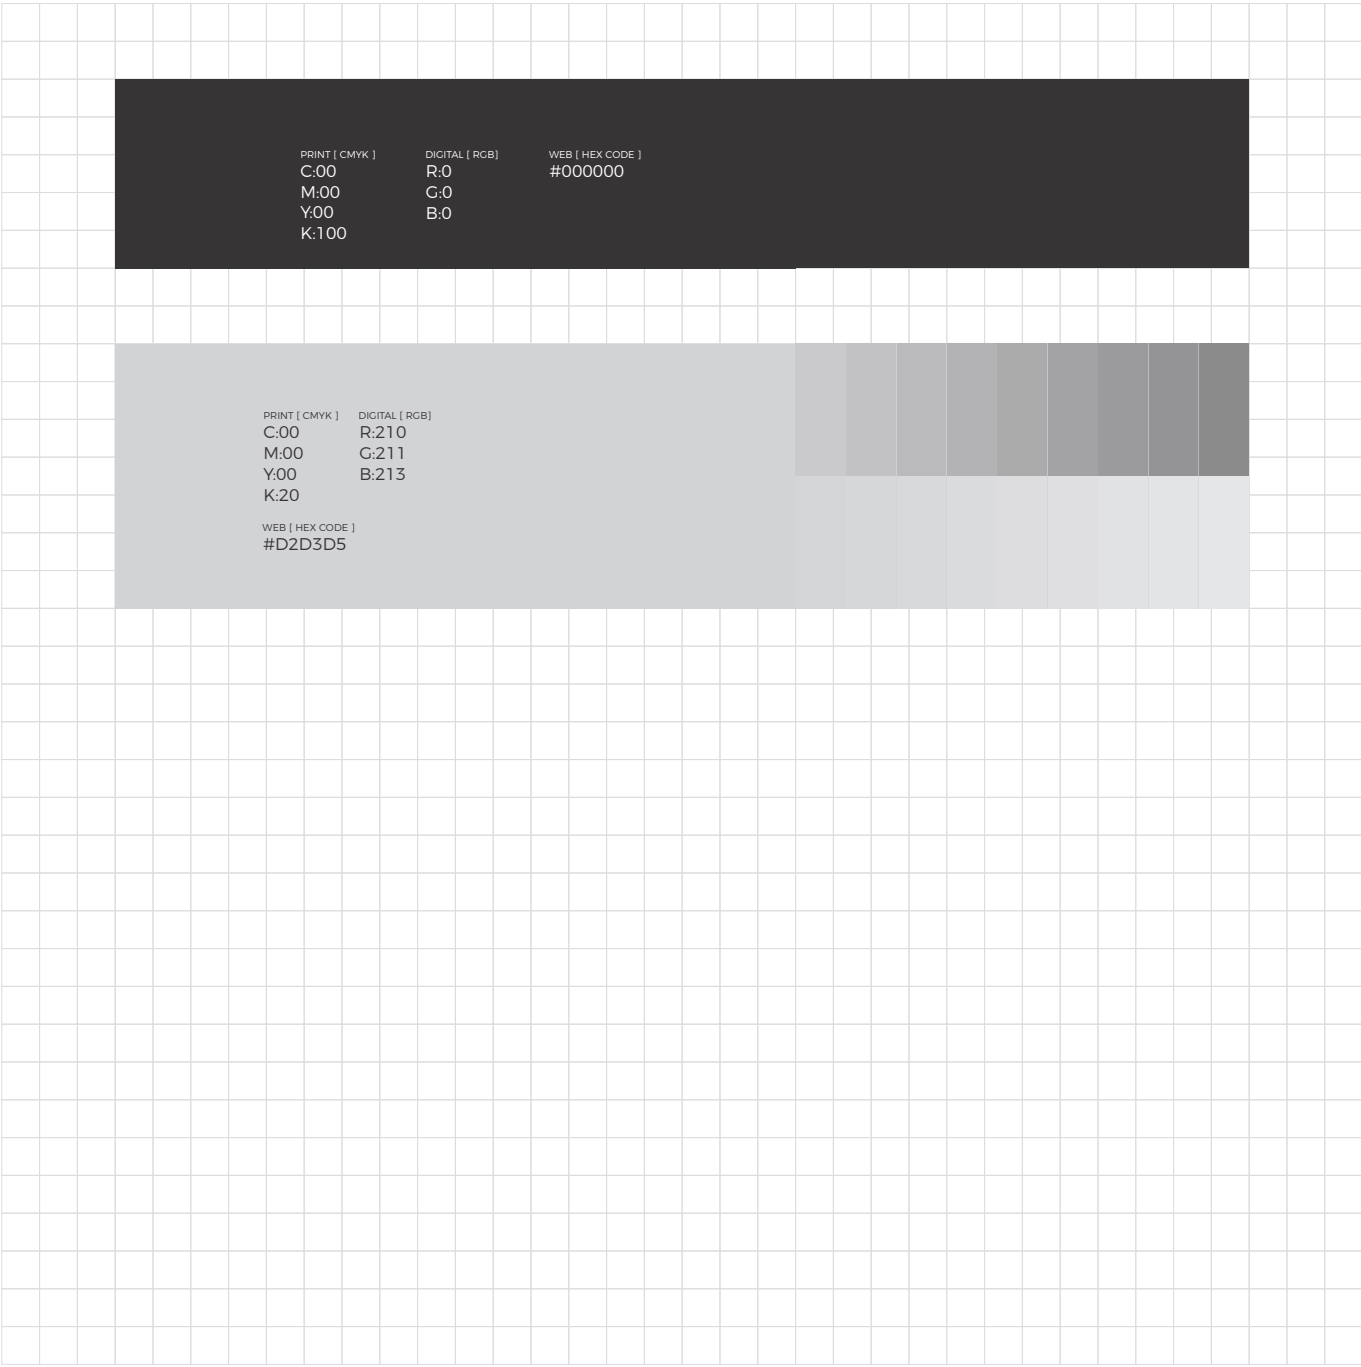 PRINT [ CMYK ]
C:00
M:00
Y:00
K:100
DIGITAL [ RGB]
R:0
G:0
B:0
WEB [ HEX CODE ]
#000000
PRINT [ CMYK ]
C:00
M:00
Y:00
K:20
DIGITAL [ RGB]
R:210
G:211
B:213
WEB [ HEX CODE ]
#D2D3D5